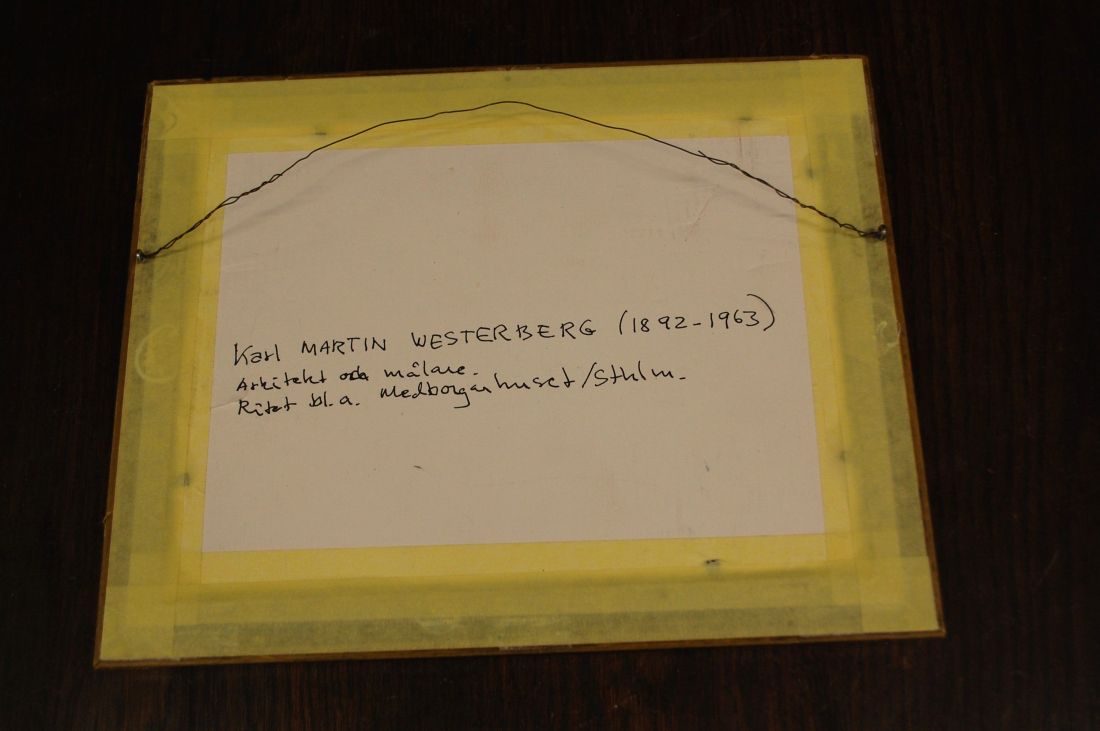 Karl MARTIN WESTERBERG (1892-1963)
Arkitekt och målare.
Ritat bl.a. Medborgarhuset/Sthlm.